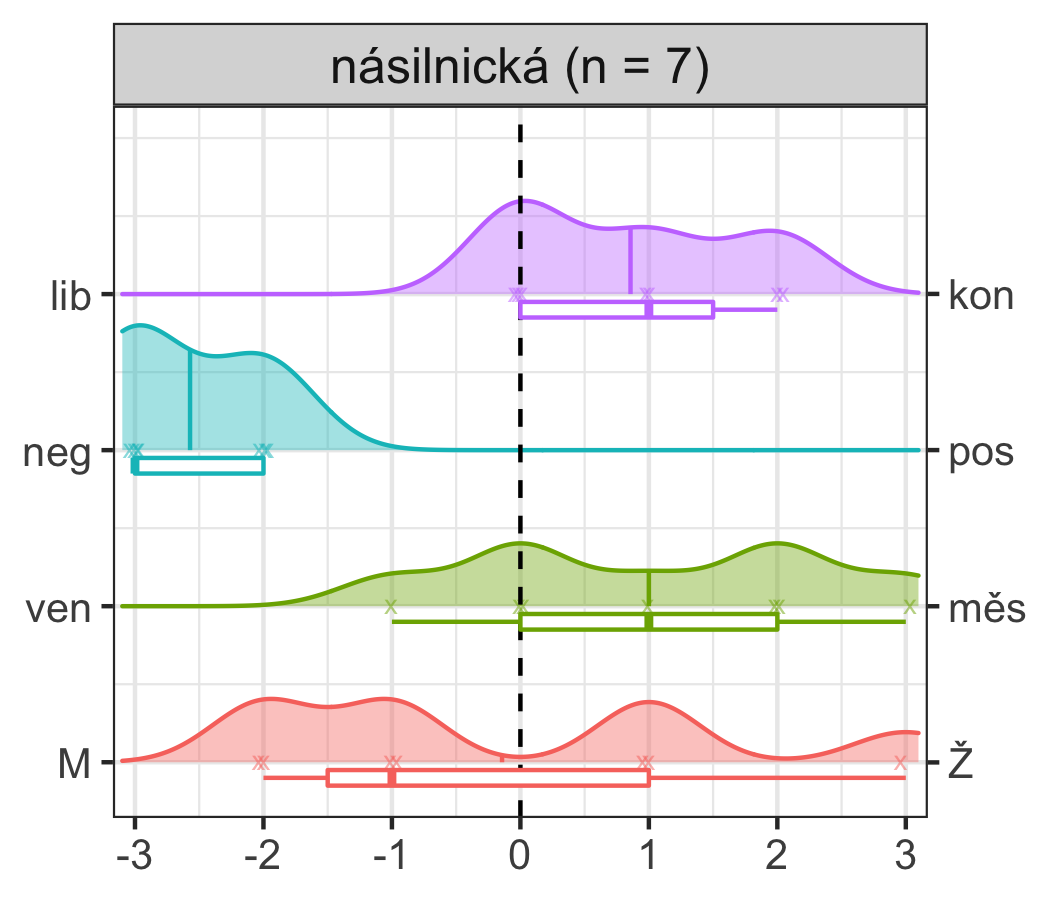 násilnická (n = 7)
lib kon
neg pos
ven měs
M Ž
-3 -2 -1 0 1 2 3